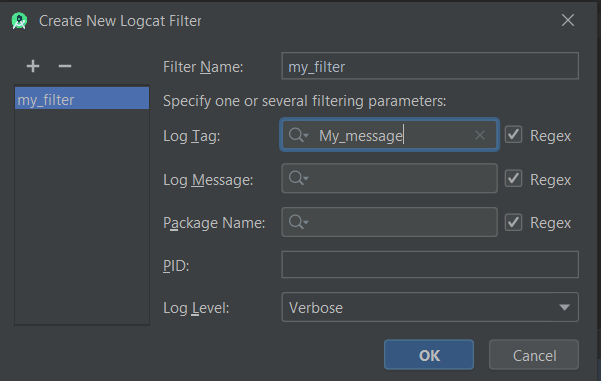 Create New Logcat Filter
my_filter
Filter Name: my_filter
Specify one or several filtering parameters:
Log Tag: My_message Regex
Log Message: Regex
Package Name: Regex
PID:
Log Level: Verbose
OK Cancel